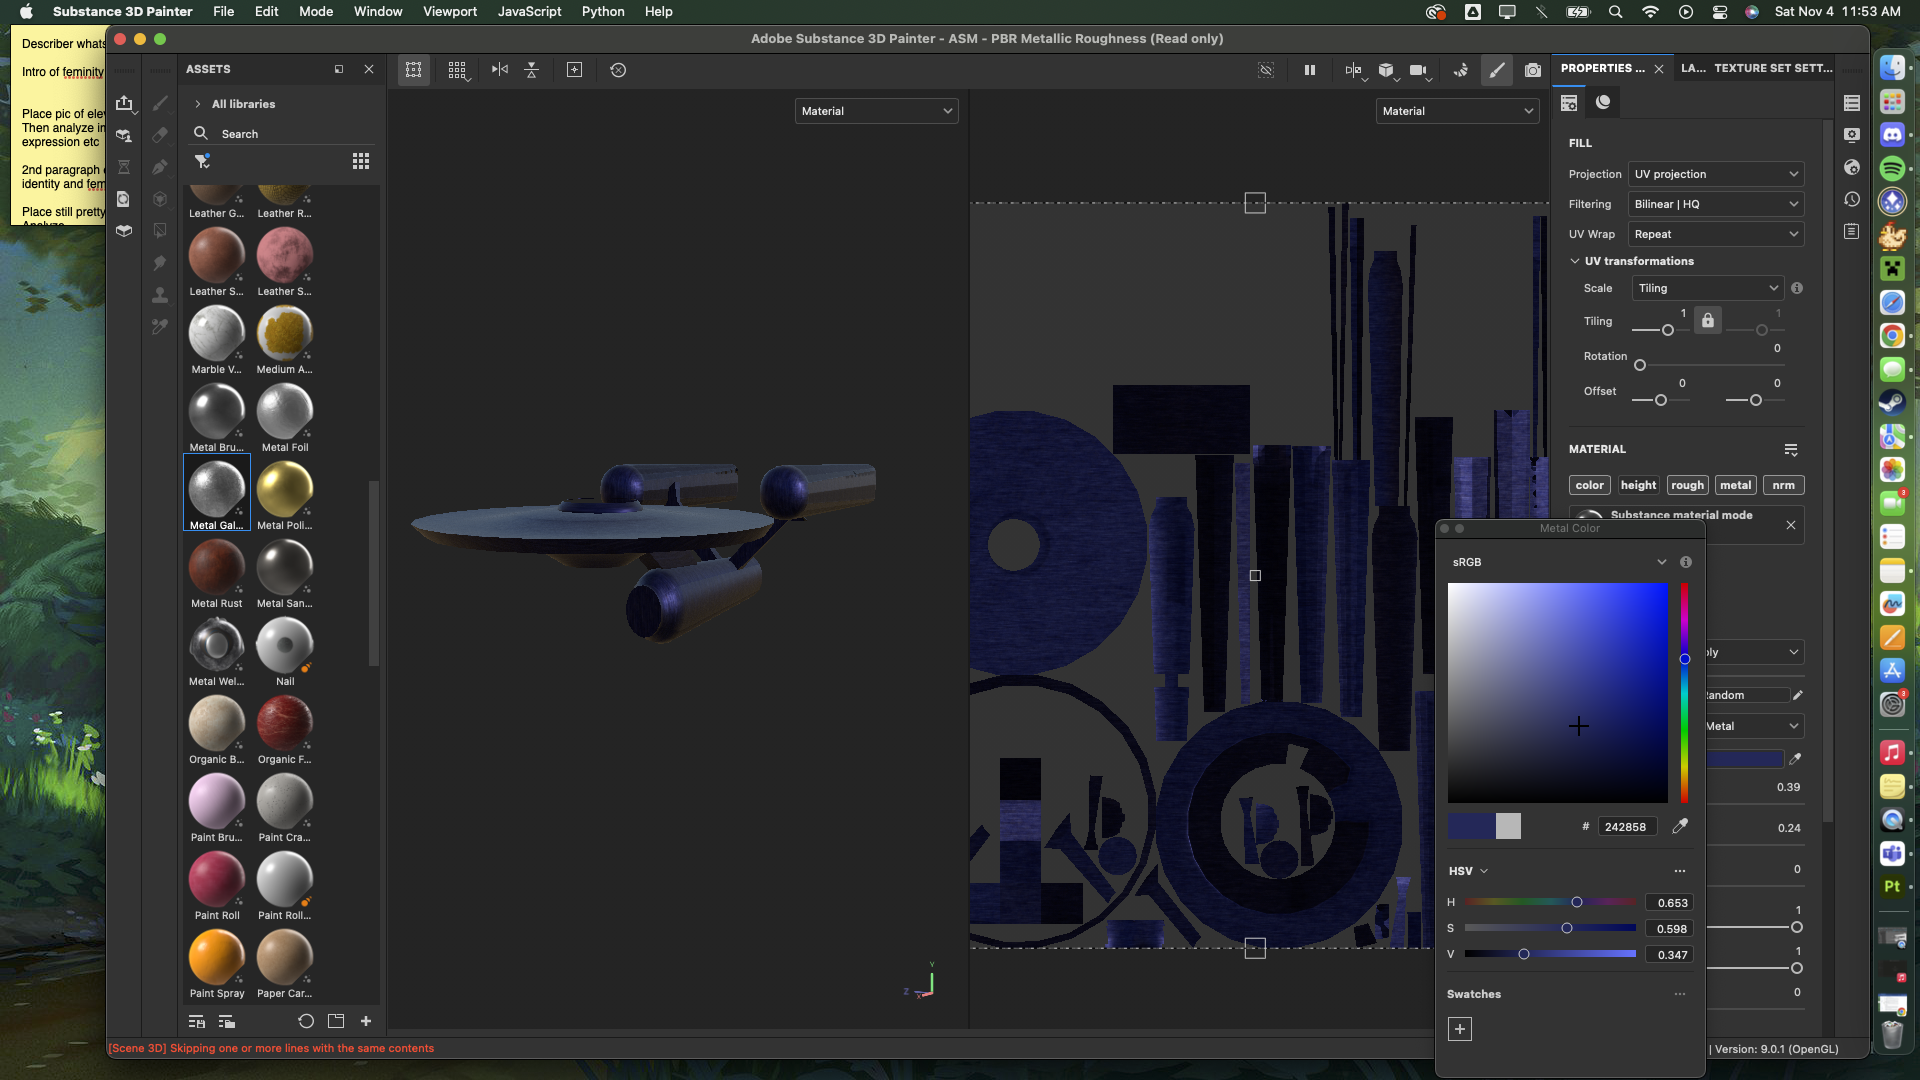 Substance 3D Painter File Edit Mode Window Viewport JavaScript Python Help
Sat Nov 4 11:53 AM
Describer whats
Intro of feminity
Place pic of elev
Then analyze in
expression etc
2nd paragraph
identity and fem
Place still pretty
Analyze
Adobe Substance 3D Painter - ASM - PBR Metallic Roughness (Read only)
ASSETS
All libraries
Search
Leather G... Leather R...
Leather S... Leather S...
Marble V... Medium A...
Metal Bru... Metal Foil
Metal Gal... Metal Poli...
Metal Rust Metal San...
Metal Wel... Nail
Organic B... Organic F...
Paint Bru... Paint Cra...
Paint Roll Paint Roll...
Paint Spray Paper Car...
Material
Material
Y
Z
X
PROPERTIES ... LA... TEXTURE SET SETT...
FILL
Projection UV projection
Filtering Bilinear | HQ
UV Wrap Repeat
UV transformations
Scale Tiling
Tiling 1 1
Rotation 0
Offset 0 0
MATERIAL
color height rough metal nrm
Substance material mode
Metal Color
sRGB
# 242858
HSV
H 0.653
S 0.598
V 0.347
Swatches
ply
Random
Metal
0.39
0.24
0
1
1
0
3
3
Pt
[Scene 3D] Skipping one or more lines with the same contents
| Version: 9.0.1 (OpenGL)